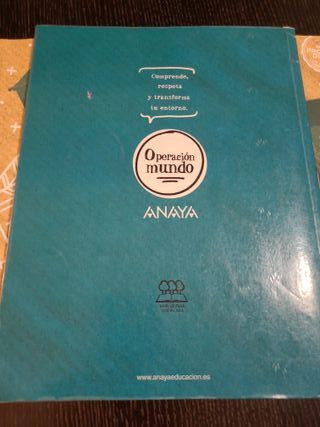 Comprende,
respeta
y transforma
tu entorno.
Operación
mundo
ANAYA
www.anayaeducacion.es